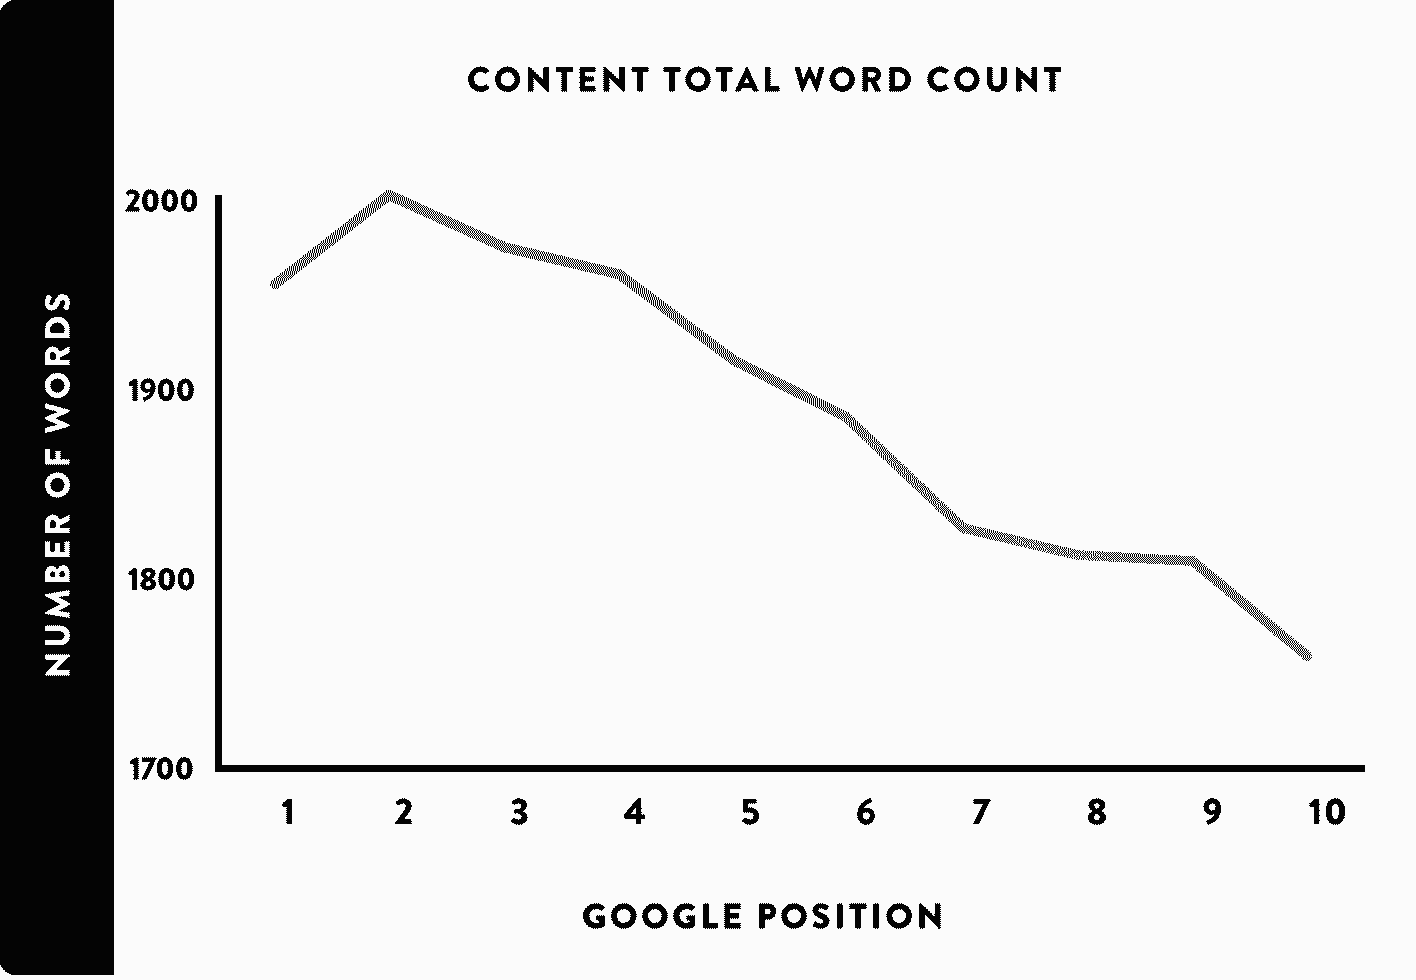 CONTENT TOTAL WORD COUNT
NUMBER OF WORDS
2000
1900
1800
1700
1 2 3 4 5 6 7 8 9 10
GOOGLE POSITION